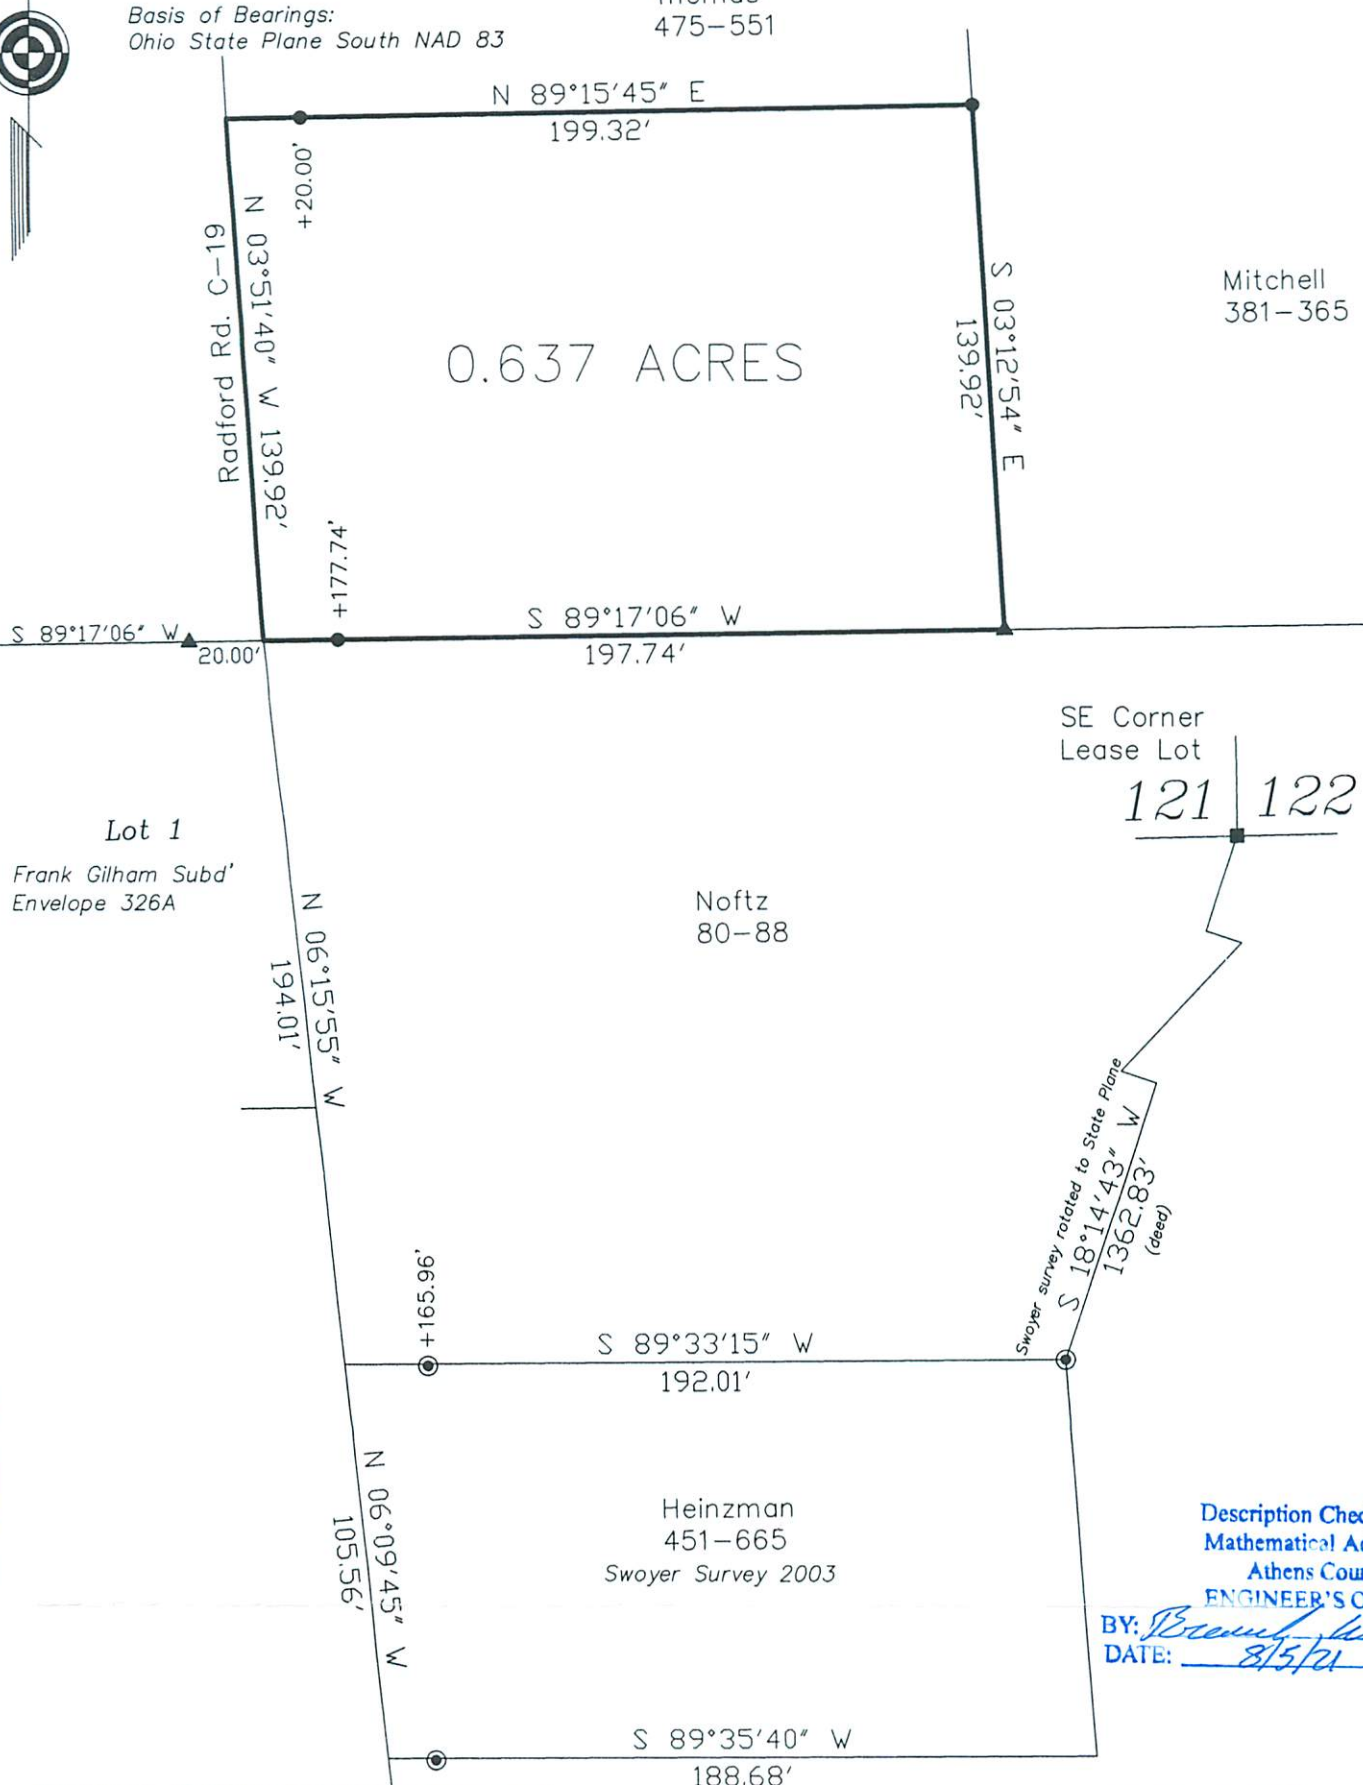 Basis of Bearings:
Ohio State Plane South NAD 83
475-551
N 89°15'45" E
199.32'
+20.00'
Radford Rd. C-19
N 03°51'40" W 139.92'
0.637 ACRES
S 03°12'54" E
139.92'
Mitchell
381-365
+177.74'
S 89°17'06" W
20.00'
S 89°17'06" W
197.74'
SE Corner
Lease Lot
121 122
Lot 1
Frank Gilham Subd'
Envelope 326A
Noftz
80-88
N 06°15'55" W
194.01'
Swoyer survey rotated to State Plane
S 18°14'43" W
1362.83'
(deed)
+165.96'
S 89°33'15" W
192.01'
N 06°09'45" W
105.56'
Heinzman
451-665
Swoyer Survey 2003
Description
Mathematical
Athens
ENGINEER'S
BY:
DATE: 8/5/21
S 89°35'40" W
188.68'